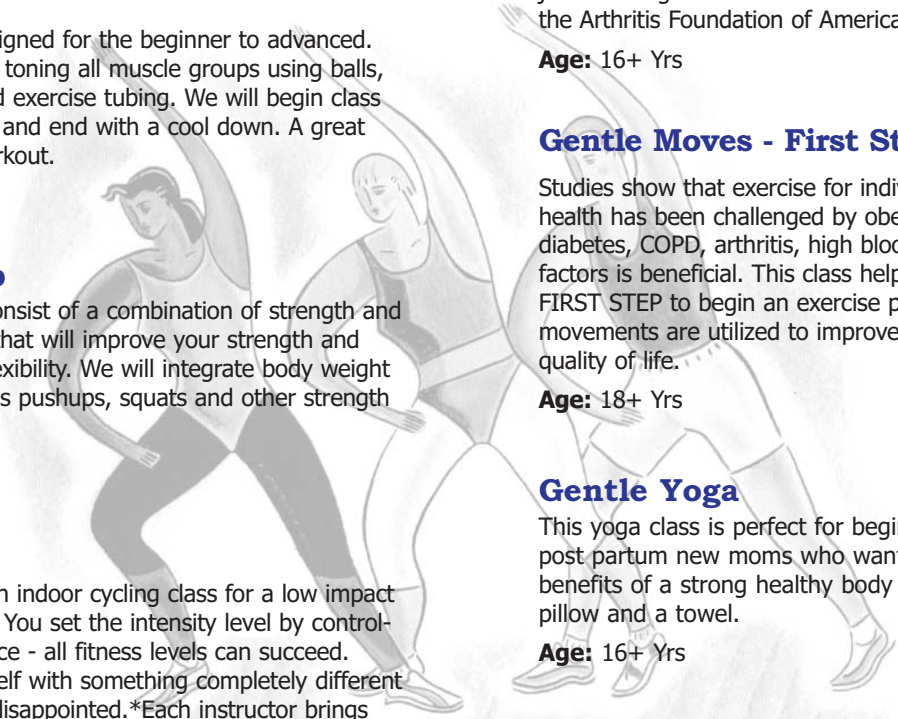 igned for the beginner to advanced.
toning all muscle groups using balls,
d exercise tubing. We will begin class
and end with a cool down. A great
rkout.
onsist of a combination of strength and
that will improve your strength and
exibility. We will integrate body weight
s pushups, squats and other strength
n indoor cycling class for a low impact
You set the intensity level by control-
ce - all fitness levels can succeed.
elf with something completely different
disappointed.*Each instructor brings
the Arthritis Foundation of America
Age: 16+ Yrs
Gentle Moves - First St
Studies show that exercise for indiv
health has been challenged by obe
diabetes, COPD, arthritis, high bloo
factors is beneficial. This class help
FIRST STEP to begin an exercise p
movements are utilized to improve
quality of life.
Age: 18+ Yrs
Gentle Yoga
This yoga class is perfect for begin
post partum new moms who want
benefits of a strong healthy body
pillow and a towel.
Age: 16+ Yrs